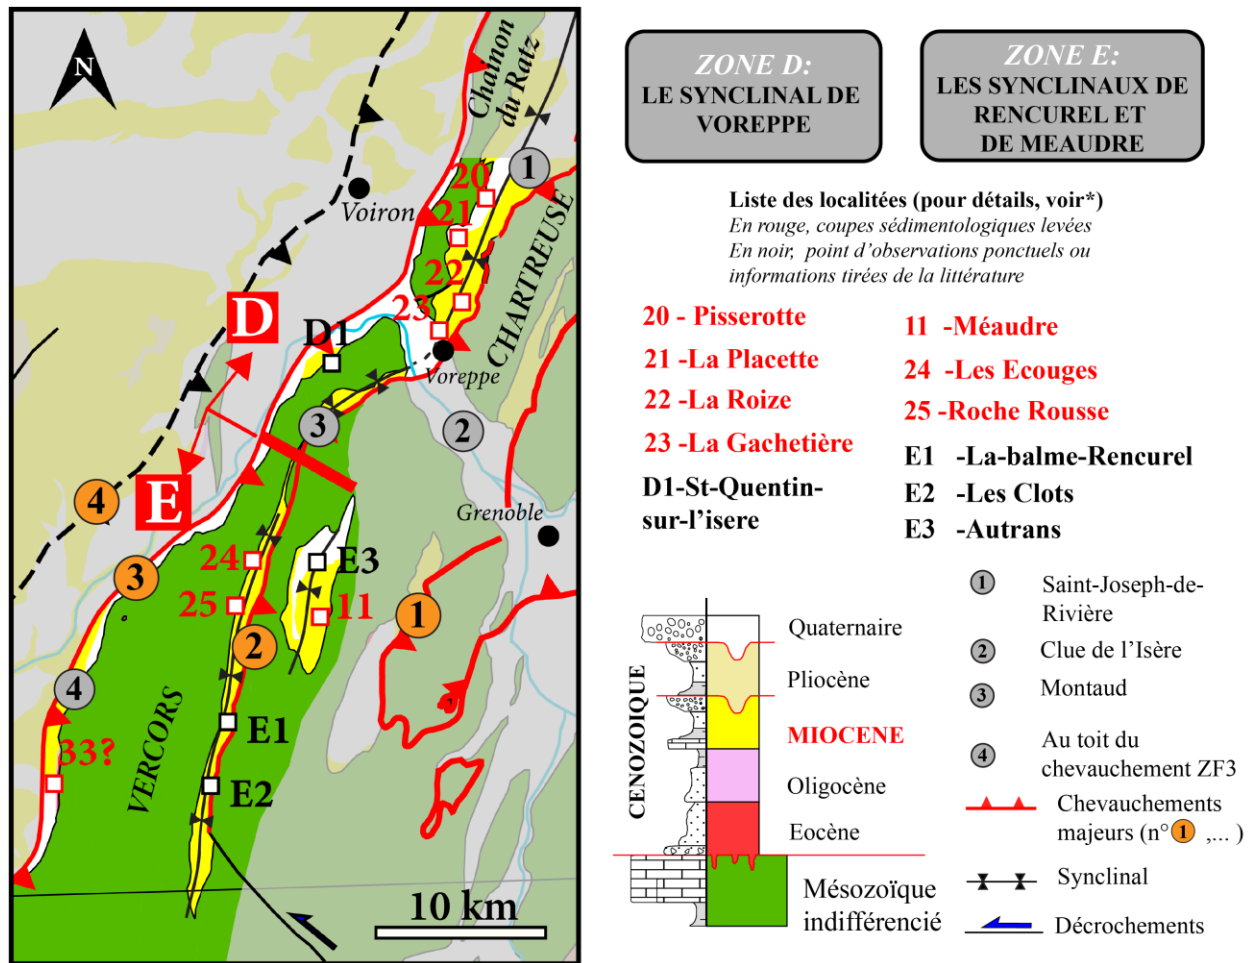 N
Chaînon
du Ratz
1
20
Voiron
21
CHARTREUSE
22
D
23
D1
Voreppe
3
2
E
4
Grenoble
24
E3
3
25
11
1
2
4
VERCORS
33?
E1
E2
10 km
ZONE D:
LE SYNCLINAL DE
VOREPPE
ZONE E:
LES SYNCLINAUX DE
RENCUREL ET
DE MEAUDRE
Liste des localitées (pour détails, voir*)
En rouge, coupes sédimentologiques levées
En noir, point d'observations ponctuels ou
informations tirées de la littérature
20 - Pisserotte
21 -La Placette
22 -La Roize
23 -La Gachetière
D1-St-Quentin-
sur-l'isere
11 -Méaudre
24 -Les Ecouges
25 -Roche Rousse
E1 -La-balme-Rencurel
E2 -Les Clots
E3 -Autrans
CENOZOIQUE
Quaternaire
Pliocène
MIOCENE
Oligocène
Eocène
Mésozoïque
indifférencié
1 Saint-Joseph-de-
Rivière
2 Clue de l'Isère
3 Montaud
4 Au toit du
chevauchement ZF3
Chevauchements
majeurs (n° 1 ,... )
Synclinal
Décrochements